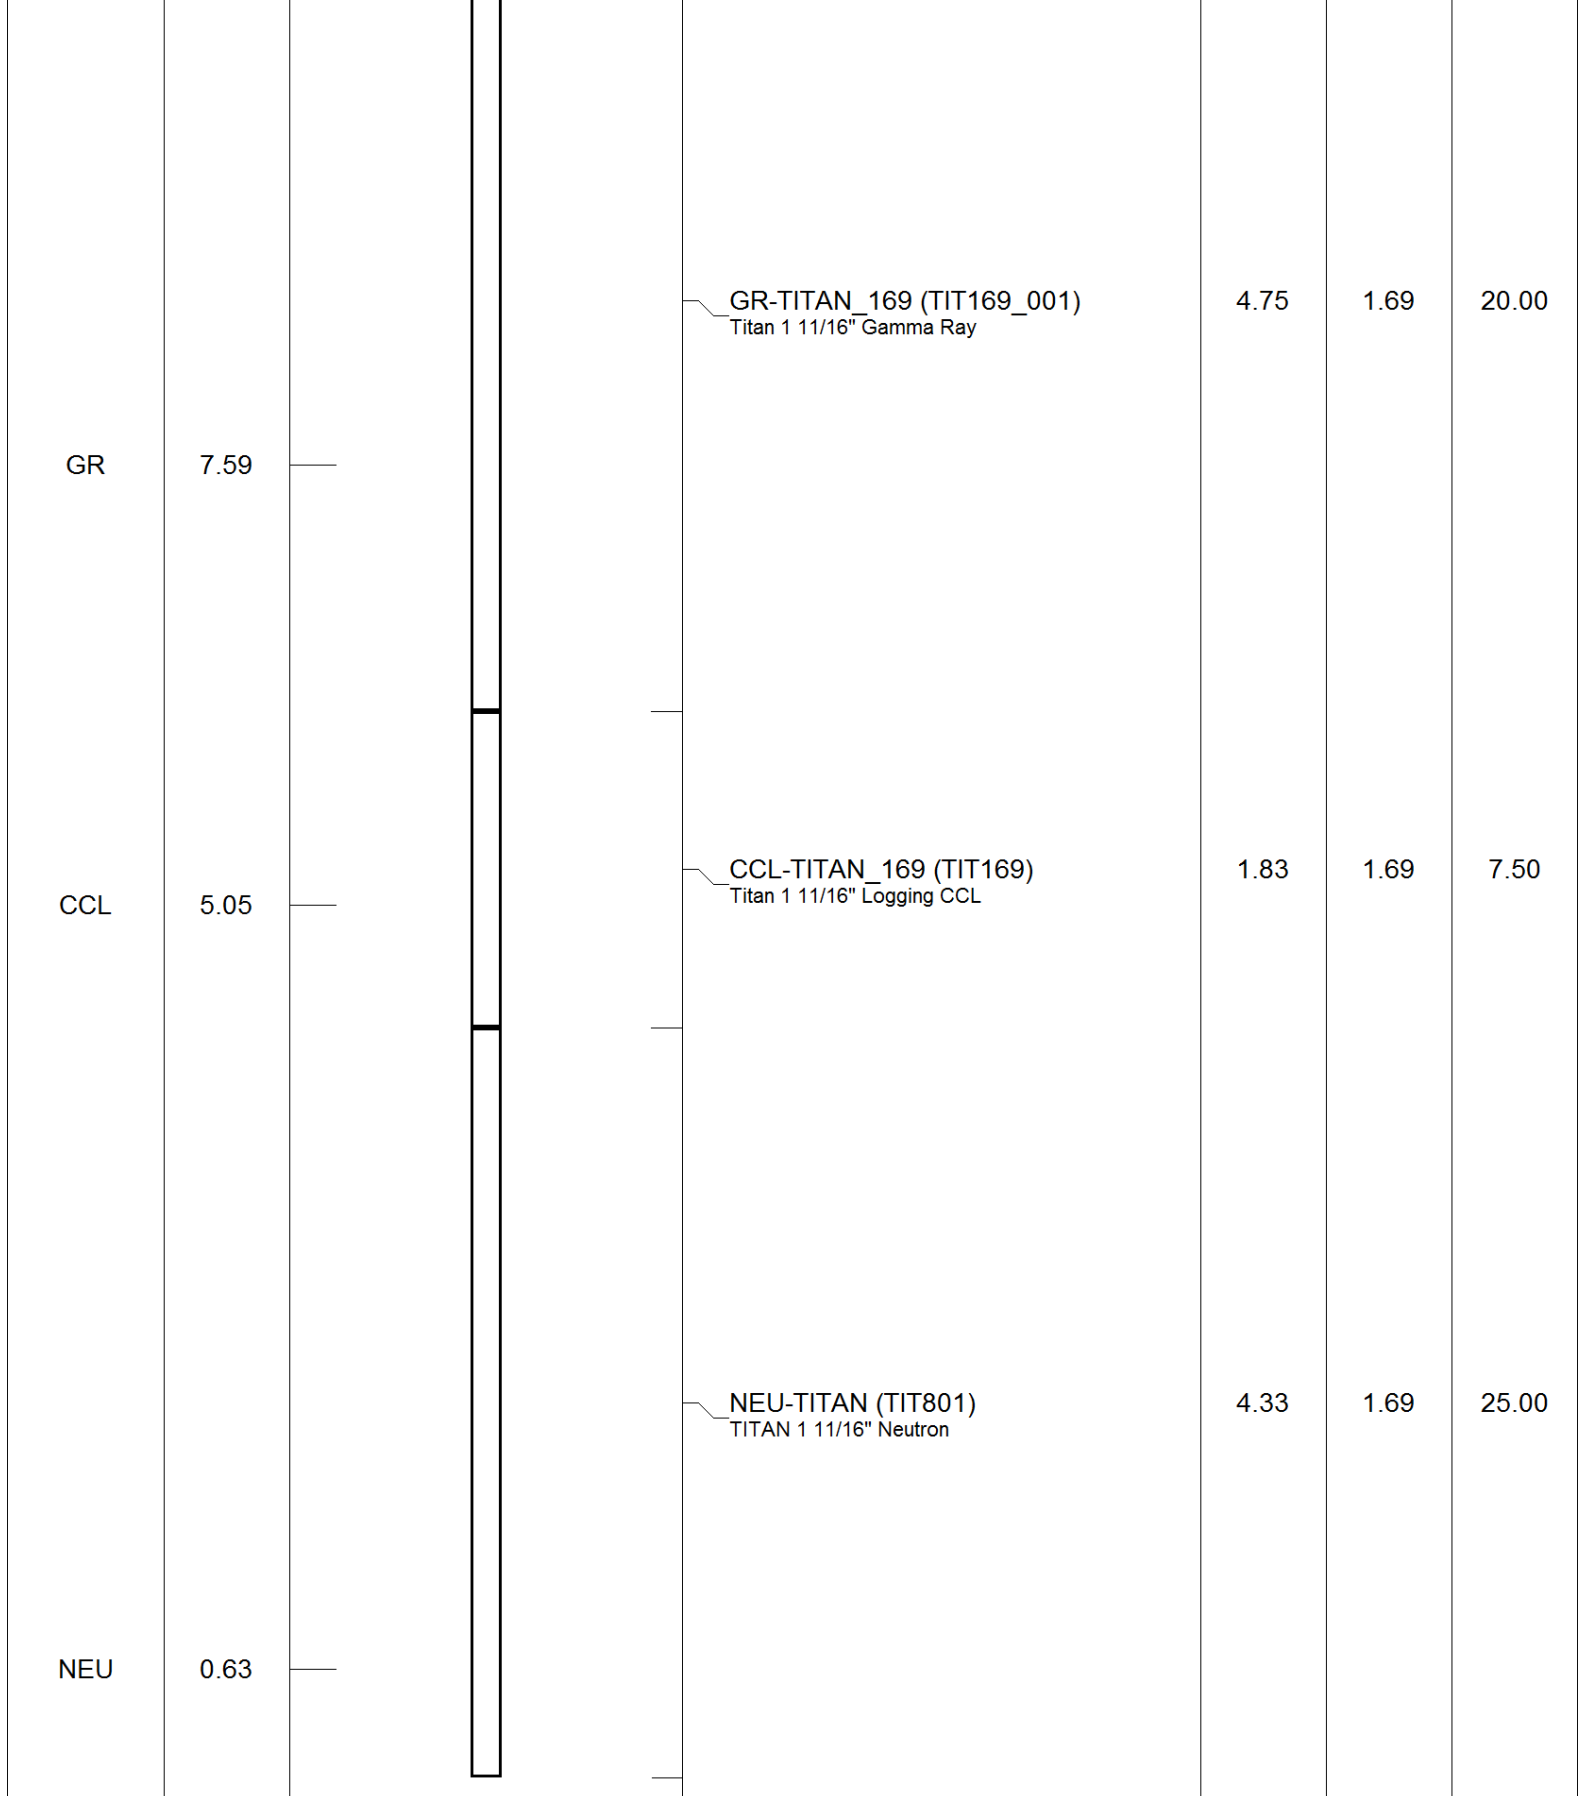 GR-TITAN_169 (TIT169_001) 4.75 1.69 20.00
Titan 1 11/16" Gamma Ray
GR 7.59
CCL-TITAN_169 (TIT169) 1.83 1.69 7.50
Titan 1 11/16" Logging CCL
CCL 5.05
NEU-TITAN (TIT801) 4.33 1.69 25.00
TITAN 1 11/16" Neutron
NEU 0.63